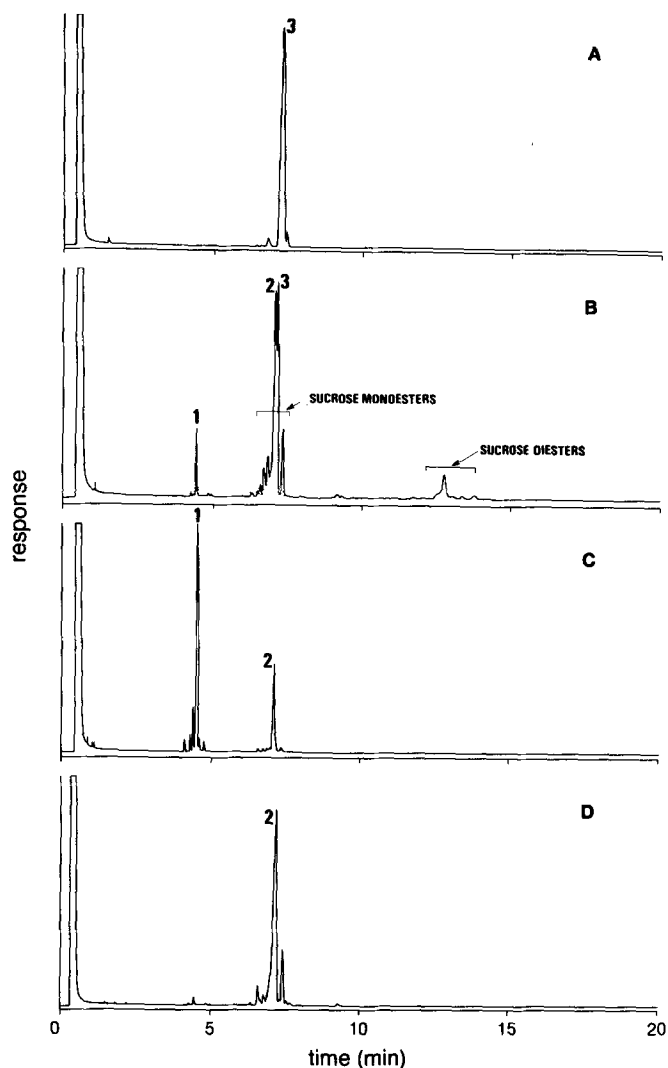 3
A
2 3
B
SUCROSE MONOESTERS
1
SUCROSE DIESTERS
response
1
C
2
2
D
0 5 10 15 20
time (min)